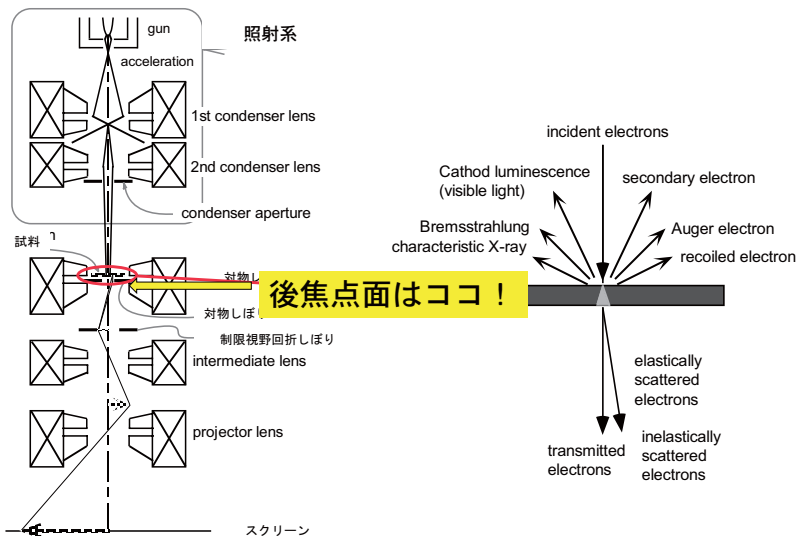 gun
照射系
acceleration
1st condenser lens
2nd condenser lens
condenser aperture
試料
対物し
後焦点面はココ！
対物しぼり
制限視野回折しぼり
intermediate lens
projector lens
スクリーン
incident electrons
Cathod luminescence
(visible light)
secondary electron
Bremsstrahlung
characteristic X-ray
Auger electron
recoiled electron
elastically
scattered
electrons
transmitted
electrons
inelastically
scattered
electrons